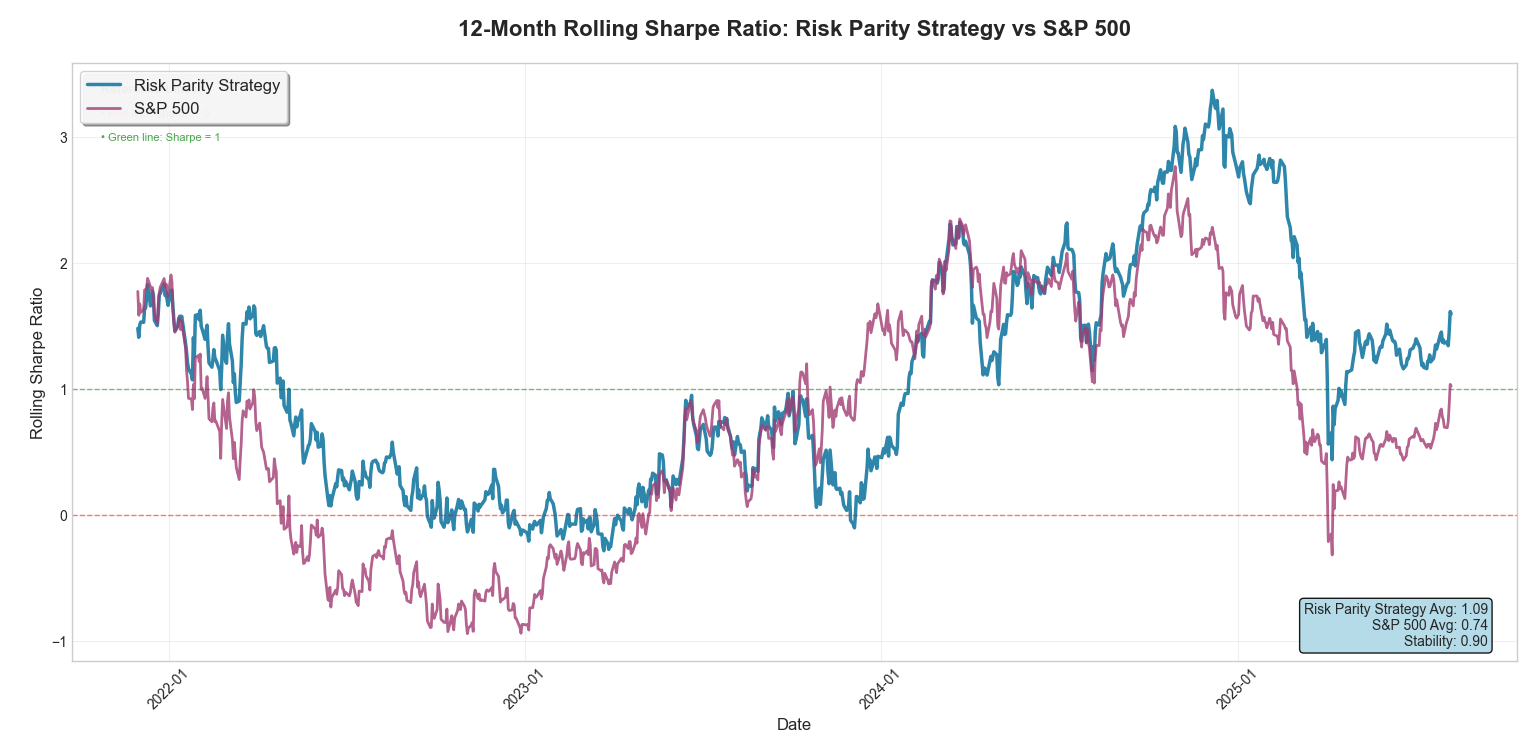 12-Month Rolling Sharpe Ratio: Risk Parity Strategy vs S&P 500
Risk Parity Strategy
S&P 500
• Green line: Sharpe = 1
Rolling Sharpe Ratio
3
2
1
0
−1
Risk Parity Strategy Avg: 1.09
S&P 500 Avg: 0.74
Stability: 0.90
2022-01
2023-01
2024-01
2025-01
Date